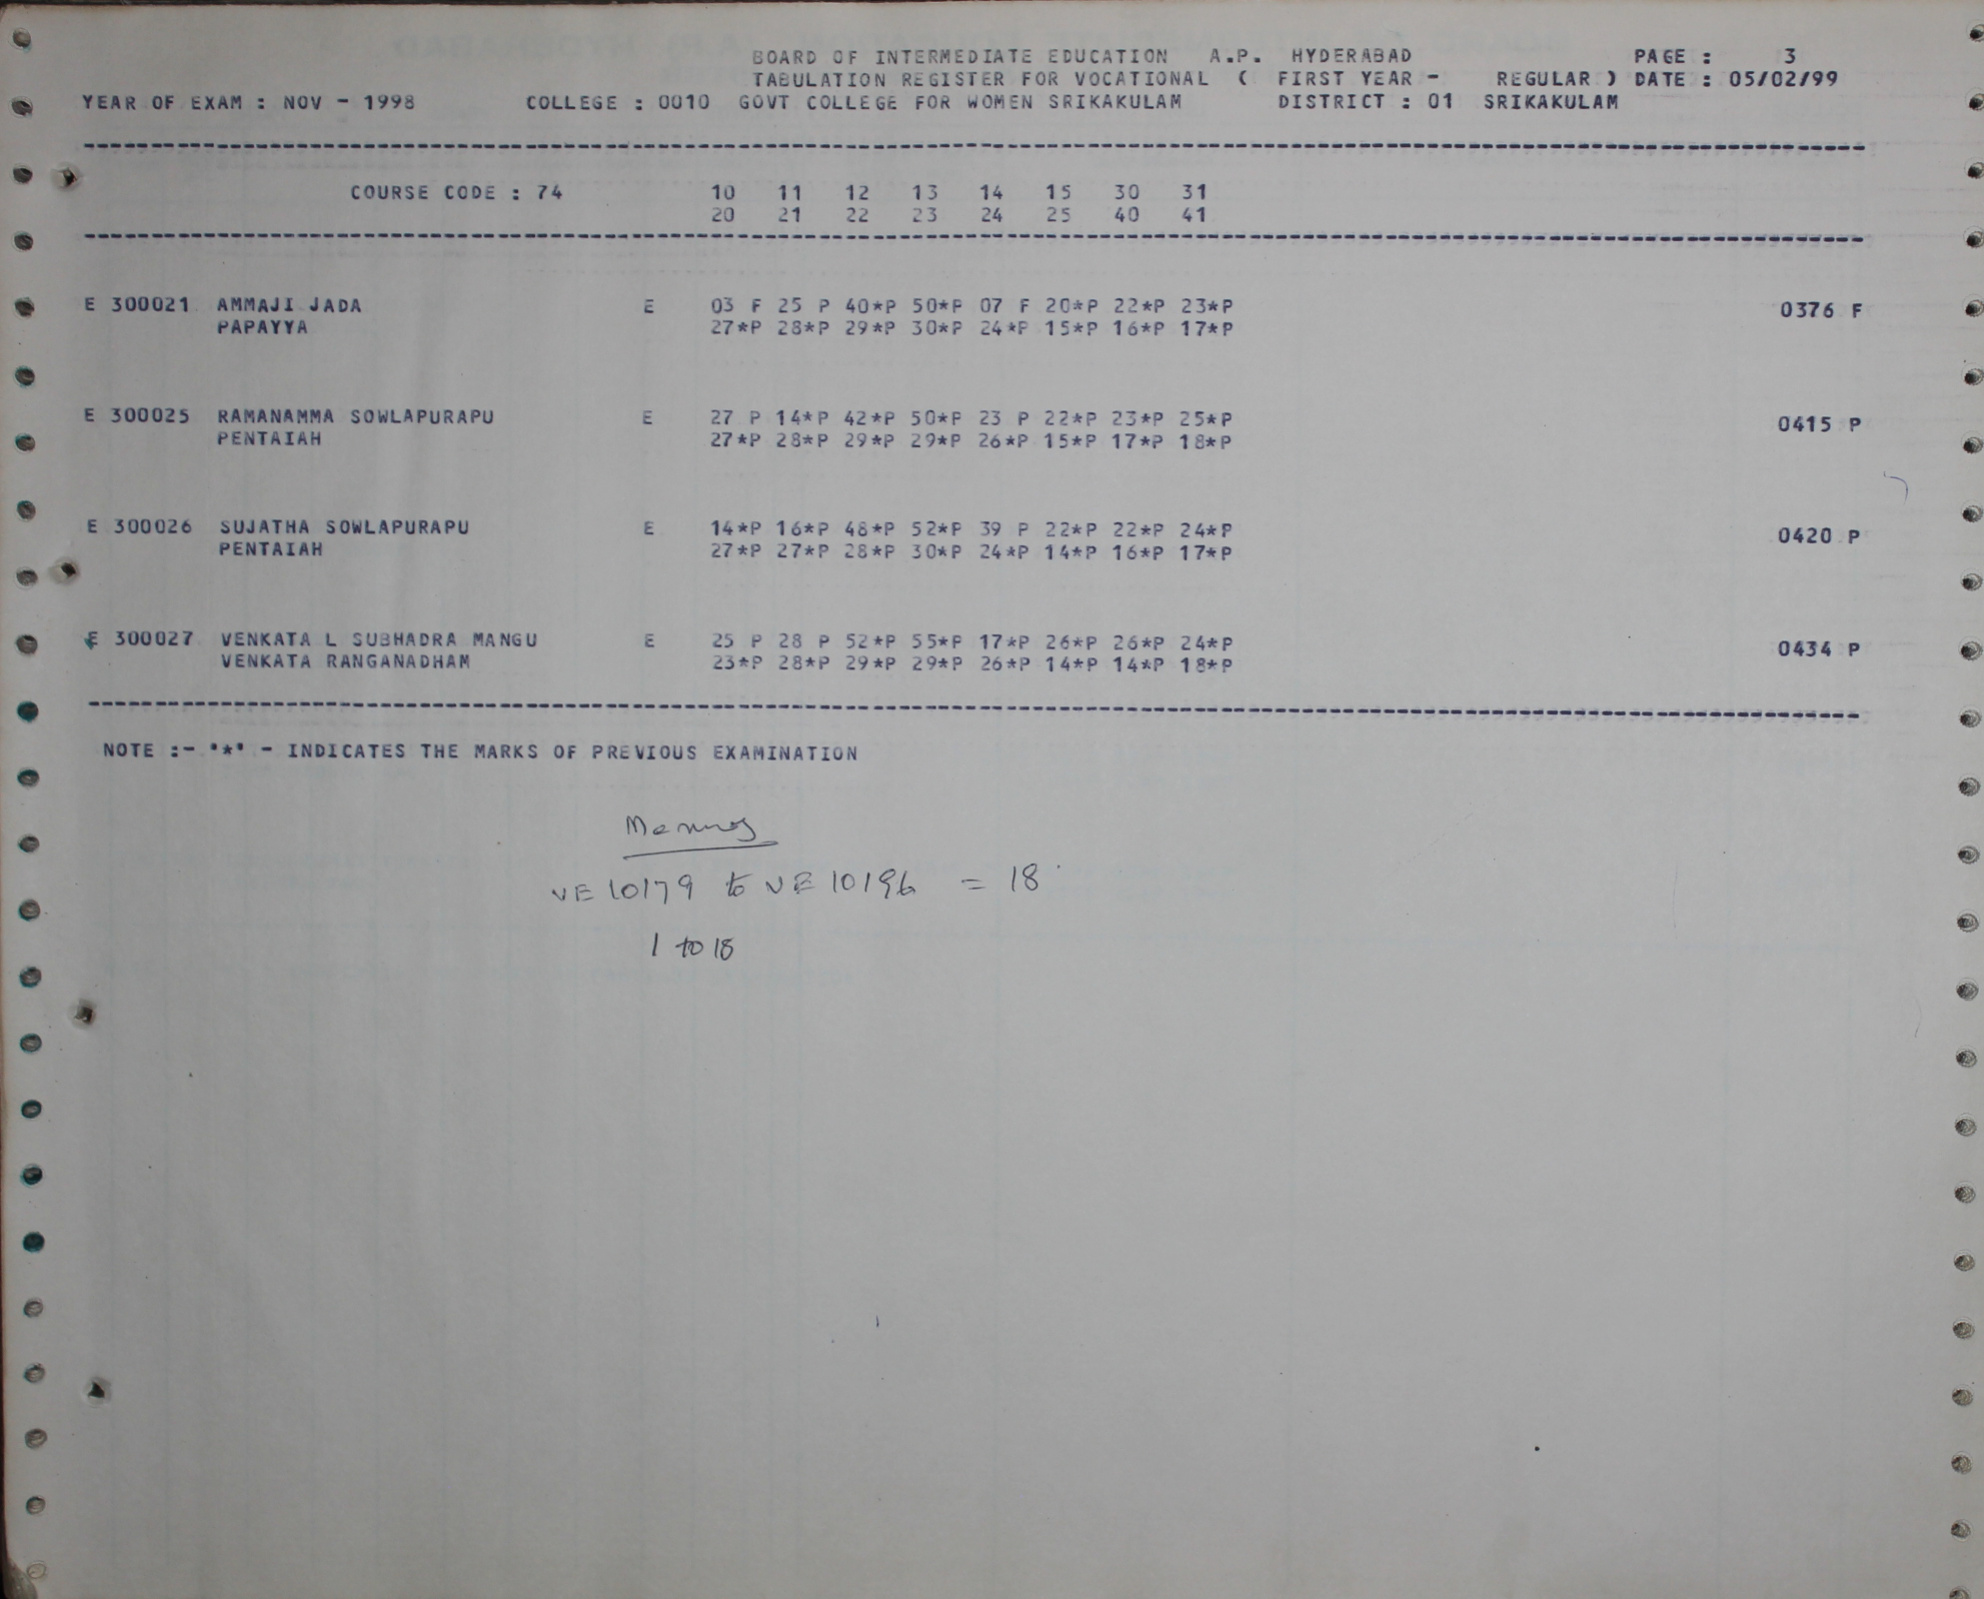 BOARD OF INTERMEDIATE EDUCATION A.P. HYDERABAD PAGE : 3
TABULATION REGISTER FOR VOCATIONAL ( FIRST YEAR - REGULAR ) DATE : 05/02/99
YEAR OF EXAM : NOV - 1998 COLLEGE : 0010 GOVT COLLEGE FOR WOMEN SRIKAKULAM DISTRICT : 01 SRIKAKULAM
COURSE CODE : 74 10 11 12 13 14 15 30 31
20 21 22 23 24 25 40 41
E 300021 AMMAJI JADA E 03 F 25 P 40*P 50*P 07 F 20*P 22*P 23*P 0376 F
PAPAYYA 27*P 28*P 29*P 30*P 24*P 15*P 16*P 17*P
E 300025 RAMANAMMA SOWLAPURAPU E 27 P 14*P 42*P 50*P 23 P 22*P 23*P 25*P 0415 P
PENTAIAH 27*P 28*P 29*P 29*P 26*P 15*P 17*P 18*P
E 300026 SUJATHA SOWLAPURAPU E 14*P 16*P 48*P 52*P 39 P 22*P 22*P 24*P 0420 P
PENTAIAH 27*P 27*P 28*P 30*P 24*P 14*P 16*P 17*P
E 300027 VENKATA L SUBHADRA MANGU E 25 P 28 P 52*P 55*P 17*P 26*P 26*P 24*P 0434 P
VENKATA RANGANADHAM 23*P 28*P 29*P 29*P 26*P 14*P 14*P 18*P
NOTE :- "*" - INDICATES THE MARKS OF PREVIOUS EXAMINATION
VE 10179 to VE 10196 = 18
1 to 18